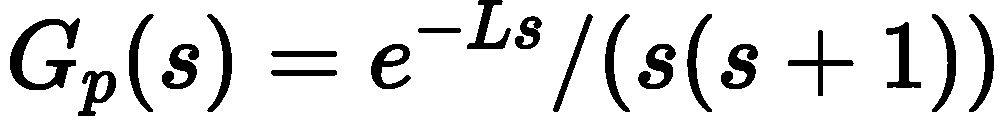 G_p(s) = e^{-Ls}/(s(s + 1))